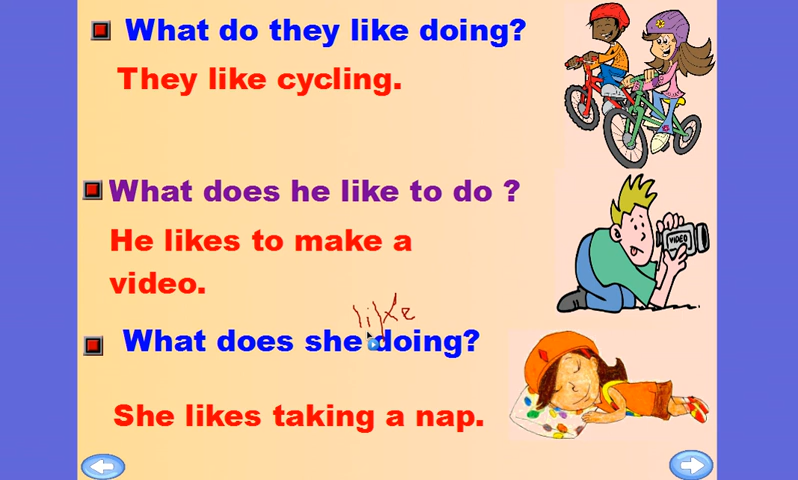 What do they like doing?
They like cycling.
What does he like to do ?
VIDEO
He likes to make a
video.
like
What does she doing?
She likes taking a nap.